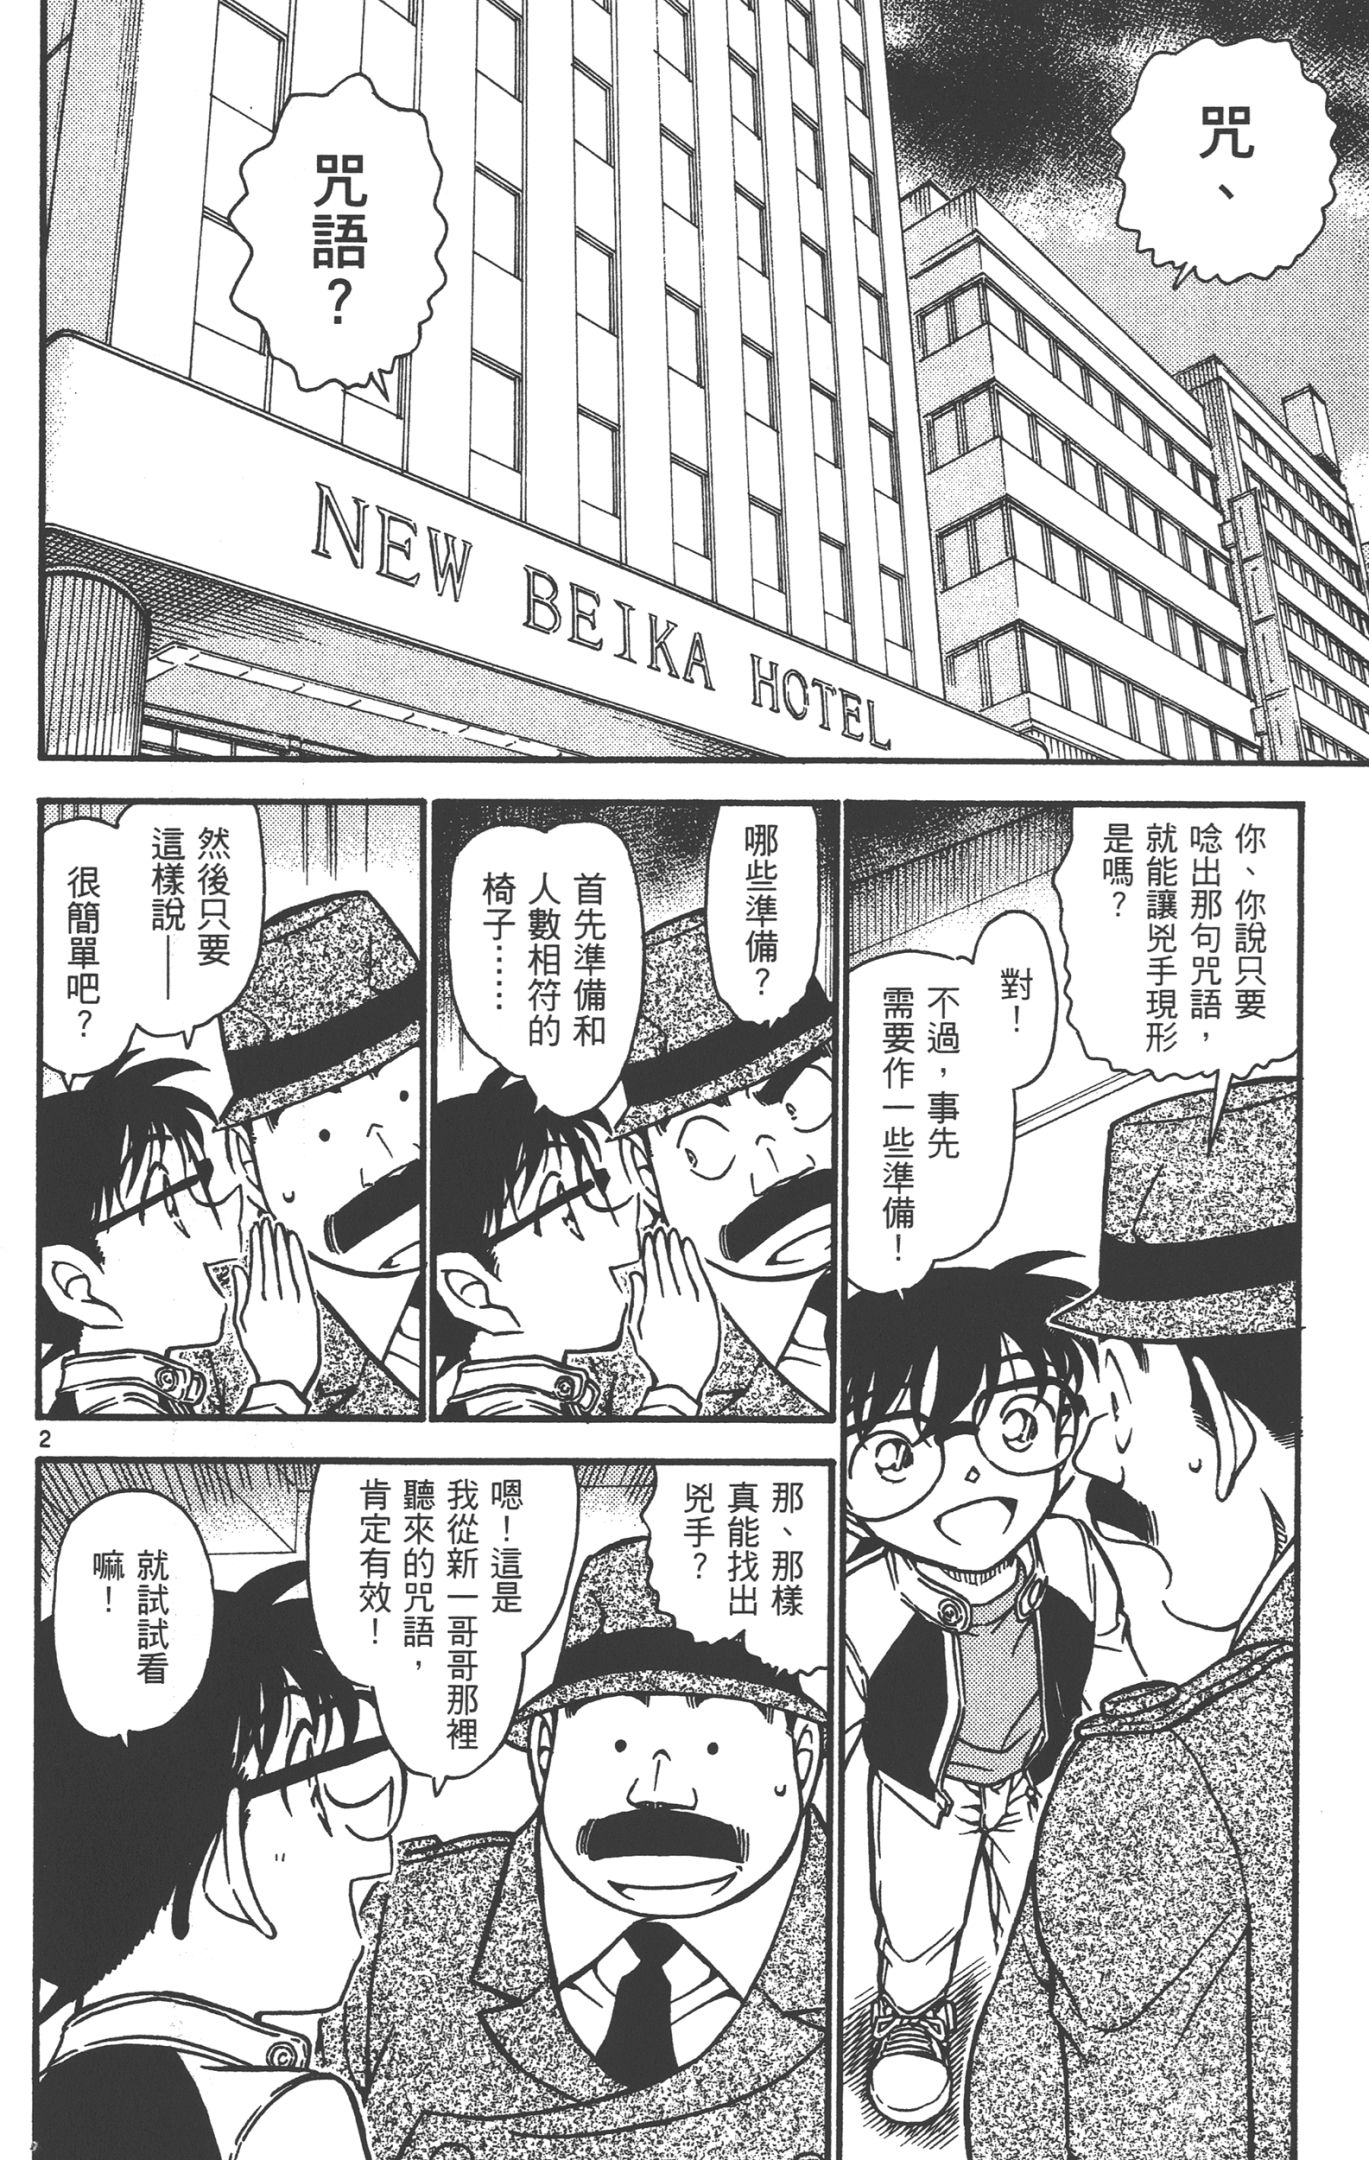 咒、
咒語？
NEW BEIKA HOTEL
你、你說只要
唸出那句咒語，
就能讓兇手現形
是嗎？
對！
不過，事先
需要作一些準備！
哪些準備？
首先準備和
人數相符的
椅子⋯⋯
然後只要
這樣說——
很簡單吧？
那、那樣
真能找出
兇手？
嗯！這是
我從新一哥哥那裡
聽來的咒語，
肯定有效！
就試試看
嘛！
2